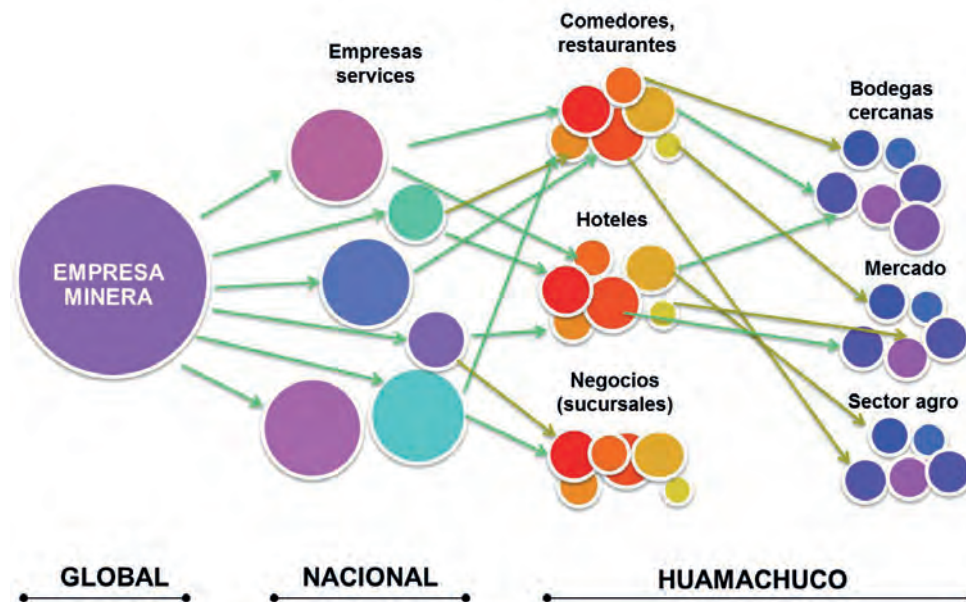 Empresas
services
Comedores,
restaurantes
Bodegas
cercanas
EMPRESA
MINERA
Hoteles
Mercado
Negocios
(sucursales)
Sector agro
GLOBAL
NACIONAL
HUAMACHUCO